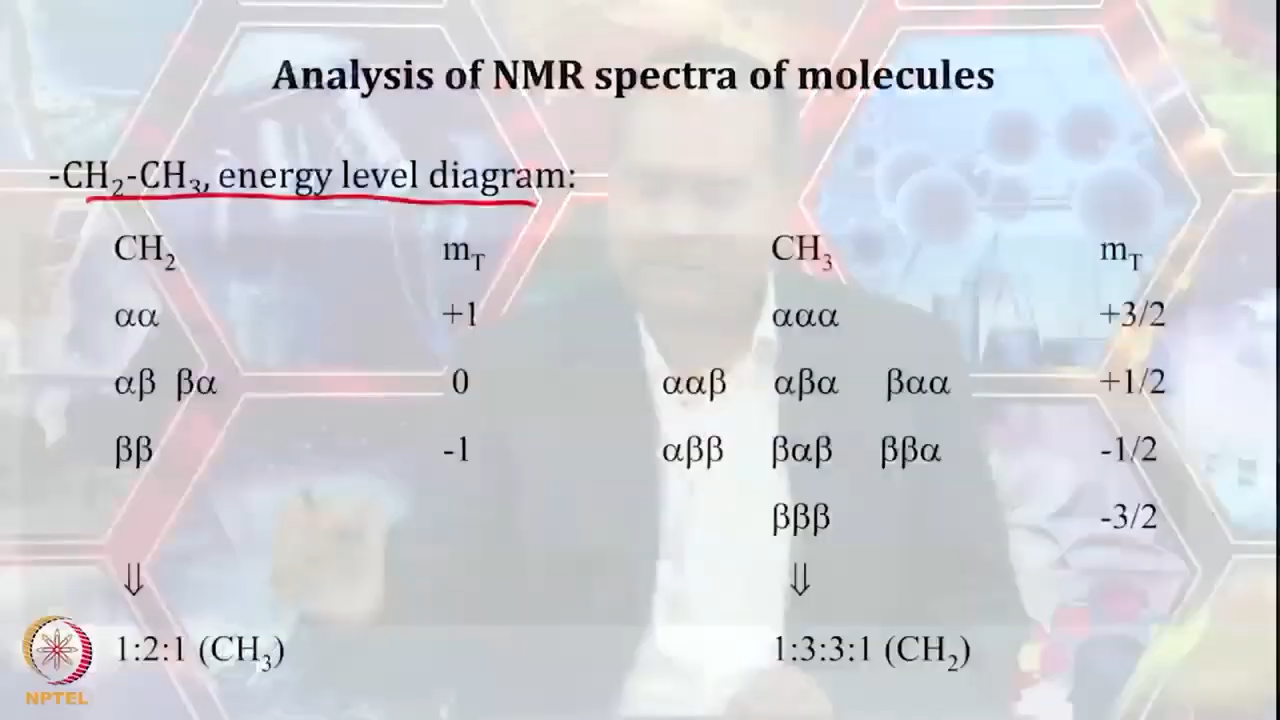 Analysis of NMR spectra of molecules
-CH₂-CH₃, energy level diagram:
CH₂ m_T CH₃ m_T
αα +1 ααα +3/2
αβ βα 0 ααβ αβα βαα +1/2
ββ -1 αββ βαβ ββα -1/2
βββ -3/2
⇓ ⇓
1:2:1 (CH₃) 1:3:3:1 (CH₂)
NPTEL